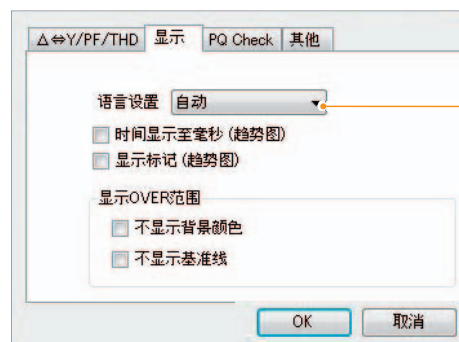 Δ⇔Y/PF/THD 显示 PQ Check 其他
语言设置 自动
时间显示至毫秒 (趋势图)
显示标记 (趋势图)
显示OVER范围
不显示背景颜色
不显示基准线
OK 取消